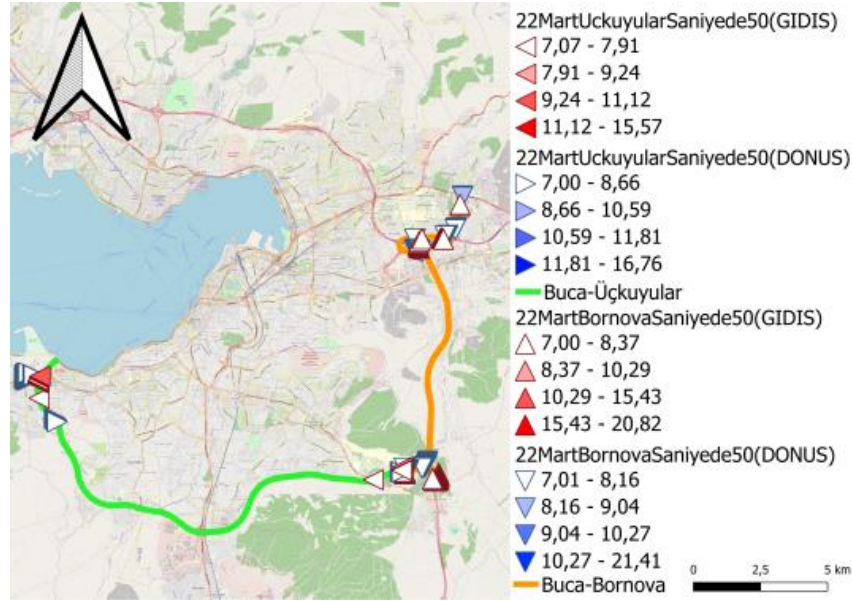 22MartUckuyularSaniyede50(GIDIS)
7,07 - 7,91
7,91 - 9,24
9,24 - 11,12
11,12 - 15,57
22MartUckuyularSaniyede50(DONUS)
7,00 - 8,66
8,66 - 10,59
10,59 - 11,81
11,81 - 16,76
Buca-Üçkuyular
22MartBornovaSaniyede50(GIDIS)
7,00 - 8,37
8,37 - 10,29
10,29 - 15,43
15,43 - 20,82
22MartBornovaSaniyede50(DONUS)
7,01 - 8,16
8,16 - 9,04
9,04 - 10,27
10,27 - 21,41
Buca-Bornova
0 2,5 5 km